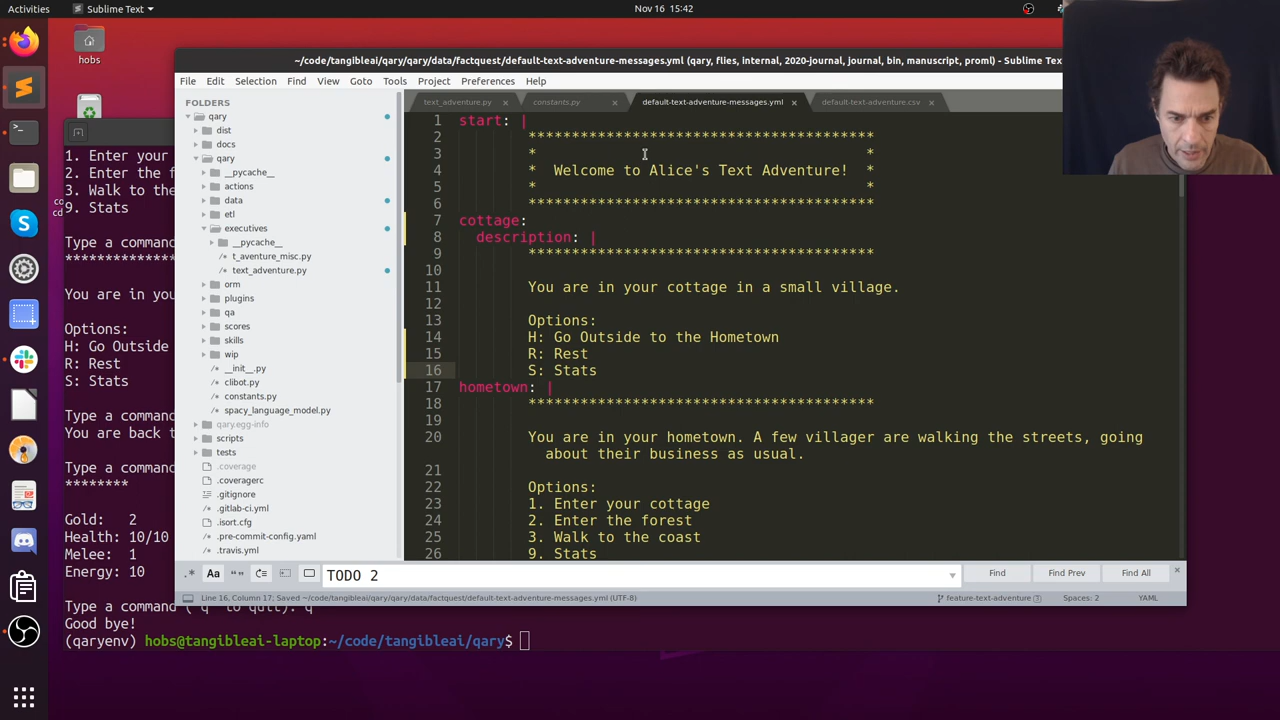 Activities
Sublime Text
Nov 16 15:42
hobs
~/code/tangibleai/qary/qary/data/factquest/default-text-adventure-messages.yml (qary, files, internal, 2020-journal, journal, bin, manuscript, proml) - Sublime Tex
File Edit Selection Find View Goto Tools Project Preferences Help
FOLDERS
text_adventure.py × constants.py × default-text-adventure-messages.yml × default-text-adventure.csv ×
qary
dist
docs
qary
__pycache__
actions
data
etl
executives
__pycache__
t_aventure_misc.py
text_adventure.py
orm
plugins
qa
scores
skills
wip
__init__.py
clibot.py
constants.py
spacy_language_model.py
qary.egg-info
scripts
tests
.coverage
.coveragerc
.gitignore
.gitlab-ci.yml
.isort.cfg
.pre-commit-config.yaml
.travis.yml
1 start: |
2 ****************************************
3 * *
4 * Welcome to Alice's Text Adventure! *
5 * *
6 ****************************************
7 cottage:
8 description: |
9 ****************************************
10
11 You are in your cottage in a small village.
12
13 Options:
14 H: Go Outside to the Hometown
15 R: Rest
16 S: Stats
17 hometown: |
18 ****************************************
19
20 You are in your hometown. A few villager are walking the streets, going
about their business as usual.
21
22 Options:
23 1. Enter your cottage
24 2. Enter the forest
25 3. Walk to the coast
26 9. Stats
.* Aa “” TODO 2 Find Find Prev Find All ×
Line 16, Column 17; Saved ~/code/tangibleai/qary/qary/data/factquest/default-text-adventure-messages.yml (UTF-8) feature-text-adventure 3 Spaces: 2 YAML
1. Enter your
2. Enter the f
3. Walk to the
9. Stats
Type a command
*************
You are in you
Options:
H: Go Outside
R: Rest
S: Stats
Type a command
You are back t
Type a command
********
Gold: 2
Health: 10/10
Melee: 1
Energy: 10
Type a command ('q' to quit): q
Good bye!
(qaryenv) hobs@tangibleai-laptop:~/code/tangibleai/qary$